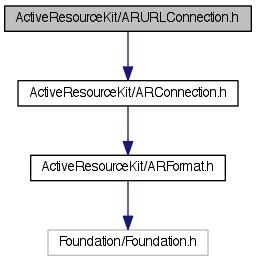 ActiveResourceKit/ARURLConnection.h
ActiveResourceKit/ARConnection.h
ActiveResourceKit/ARFormat.h
Foundation/Foundation.h